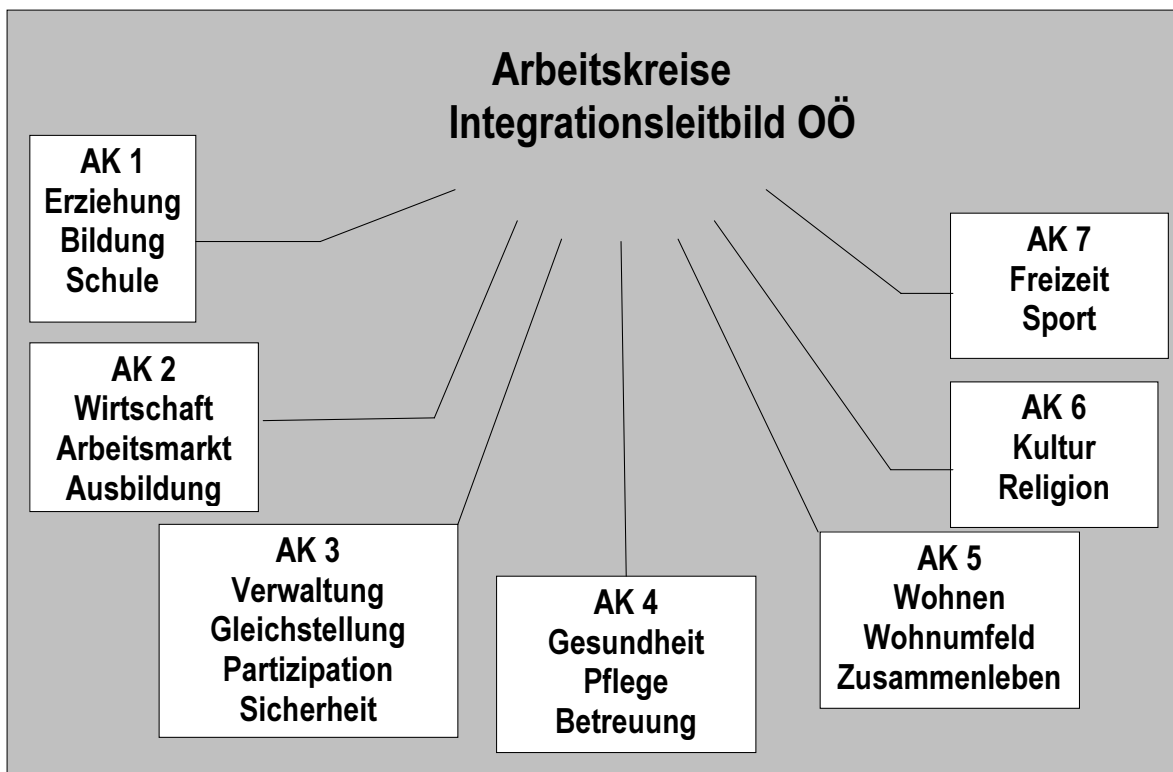 Arbeitskreise
Integrationsleitbild OÖ
AK 1
Erziehung
Bildung
Schule
AK 2
Wirtschaft
Arbeitsmarkt
Ausbildung
AK 3
Verwaltung
Gleichstellung
Partizipation
Sicherheit
AK 4
Gesundheit
Pflege
Betreuung
AK 5
Wohnen
Wohnumfeld
Zusammenleben
AK 6
Kultur
Religion
AK 7
Freizeit
Sport